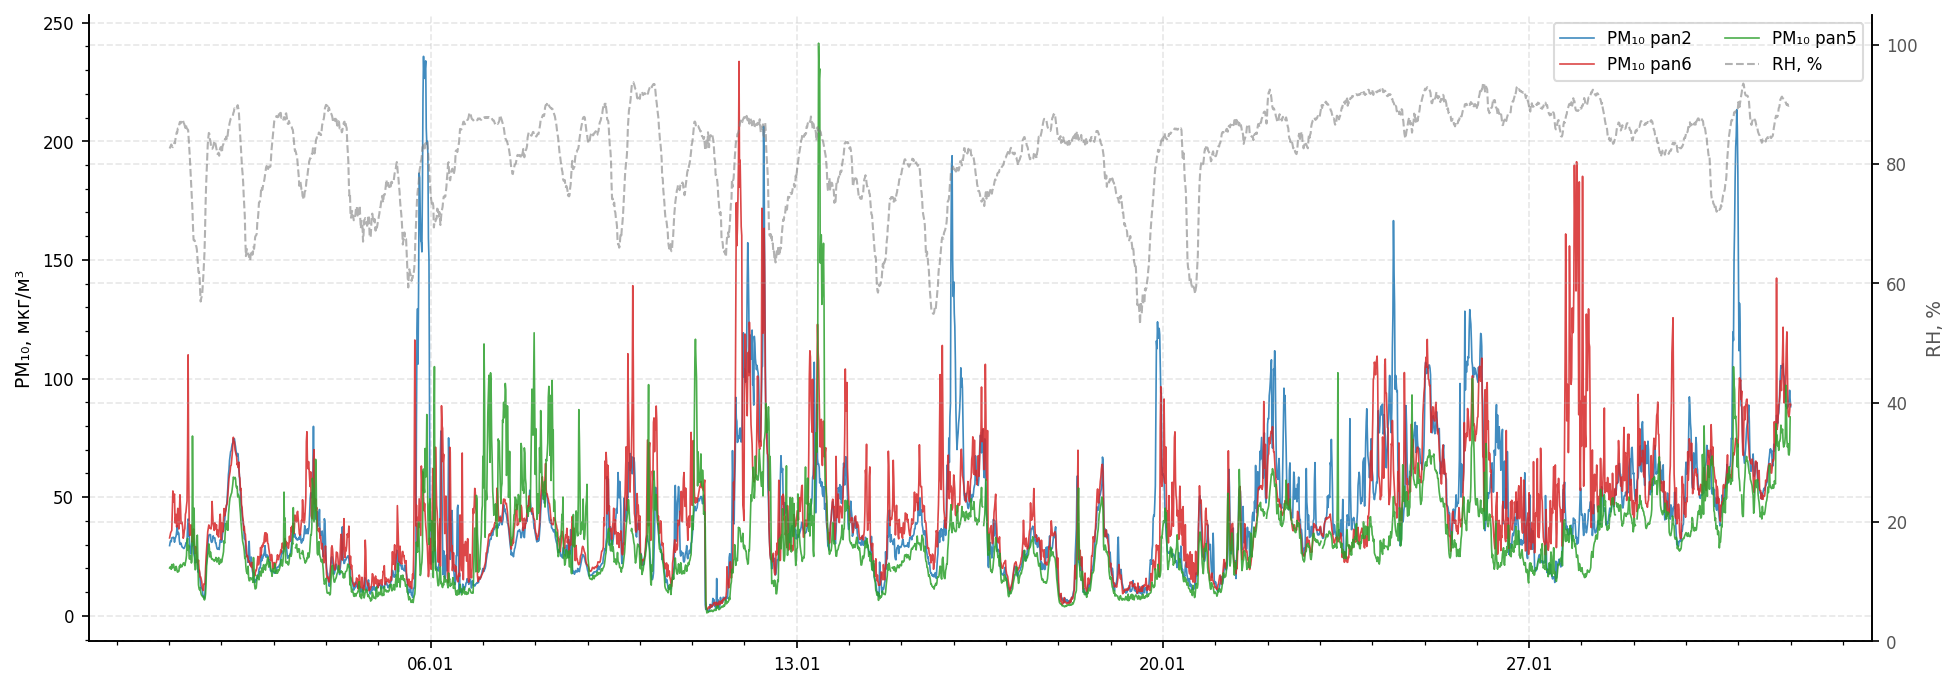 PM₁₀ pan2
PM₁₀ pan6
PM₁₀ pan5
RH, %
PM₁₀, мкг/м³
250
200
150
100
50
0
RH, %
100
80
60
40
20
0
06.01
13.01
20.01
27.01